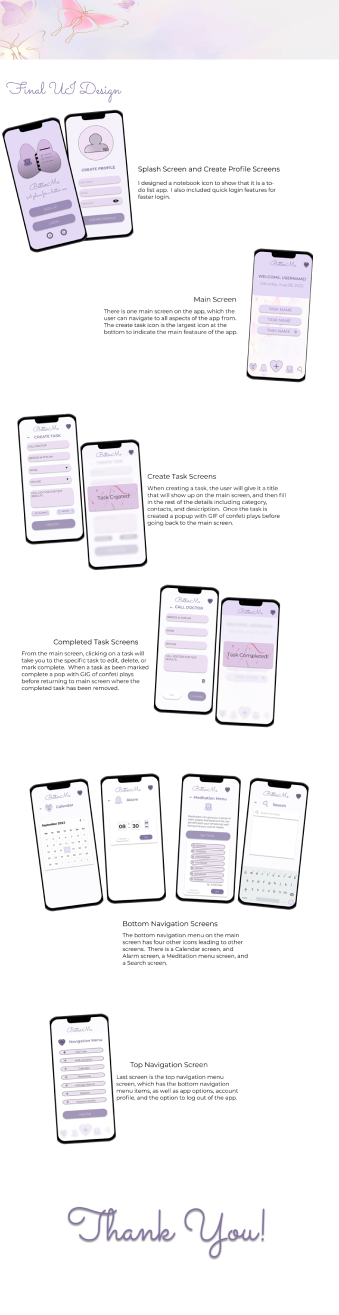 Final UI Design
Splash Screen and Create Profile Screens
I designed a notebook icon to show that it is a to-
do list app. I also included quick login features for
faster login.
CREATE PROFILE
Main Screen
There is one main screen on the app, which the
user can navigate to all aspects of the app from.
The create task icon is the largest icon at the
bottom to indicate the main feataure of the app.
WELCOME, USERNAME!
TASK NAME
TASK NAME
TASK NAME
CREATE TASK
Task Created!
Create Task Screens
When creating a task, the user will give it a title
that will show up on the main screen, and then fill
in the rest of the details including category,
contacts, and desicription. Once the task is
created a popup with GIF of confeti plays before
going back to the main screen.
Completed Task Screens
From the main screen, clicking on a task will
take you to the specific task to edit, delete, or
mark complete. When a task as been marked
complete a pop with GIG of confeti plays
before returning to main screen where the
completed task has been removed.
CALL DOCTOR
Task Completed!
Calendar
September 2022
Alarm
08 : 30
Meditation Menu
Search
Bottom Navigation Screens
The bottom navigation menu on the main
screen has four other icons leading to other
screens. There is a Calendar screen, and
Alarm screen, a Meditation menu screen, and
a Search screen.
Navigation Menu
Top Navigation Screen
Last screen is the top navigation menu
screen, which has the bottom navigation
menu items, as well as app options, account
profile, and the option to log out of the app.
Thank You!